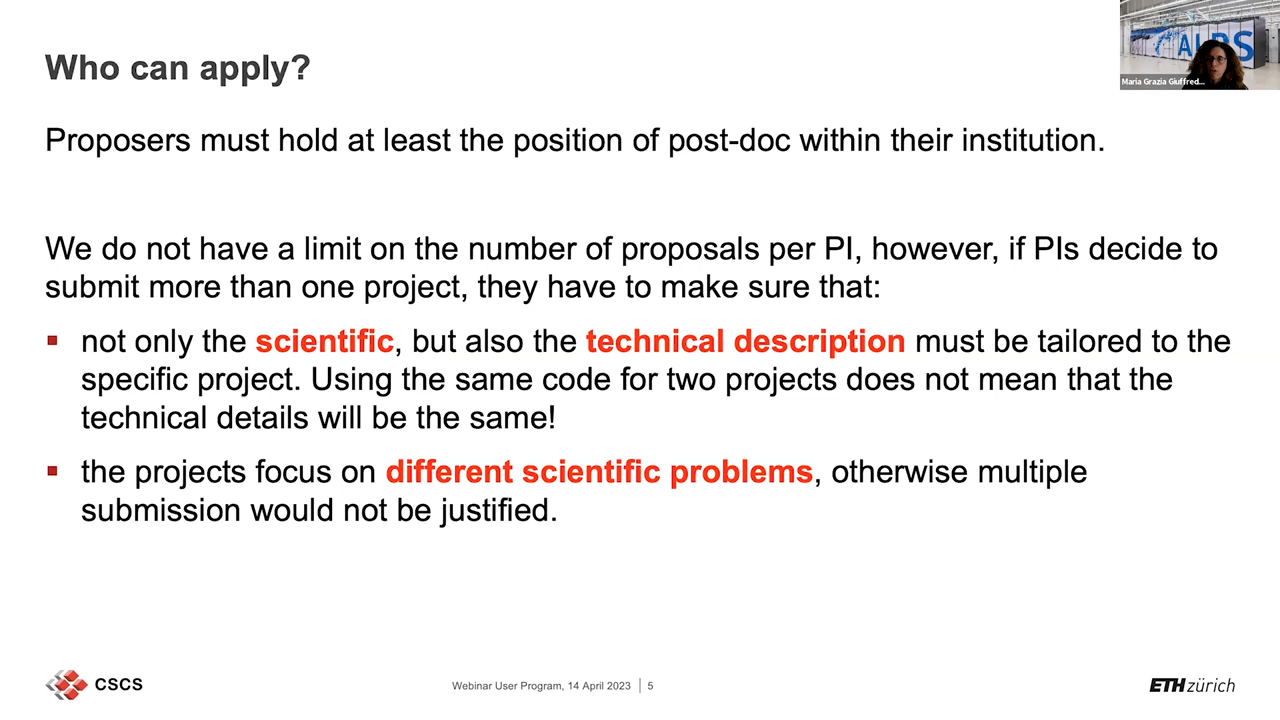 Who can apply?
ALPS
Maria Grazia Giuffred...
Proposers must hold at least the position of post-doc within their institution.
We do not have a limit on the number of proposals per PI, however, if PIs decide to
submit more than one project, they have to make sure that:
not only the scientific, but also the technical description must be tailored to the
specific project. Using the same code for two projects does not mean that the
technical details will be the same!
the projects focus on different scientific problems, otherwise multiple
submission would not be justified.
CSCS
Webinar User Program, 14 April 2023 | 5
ETH zürich